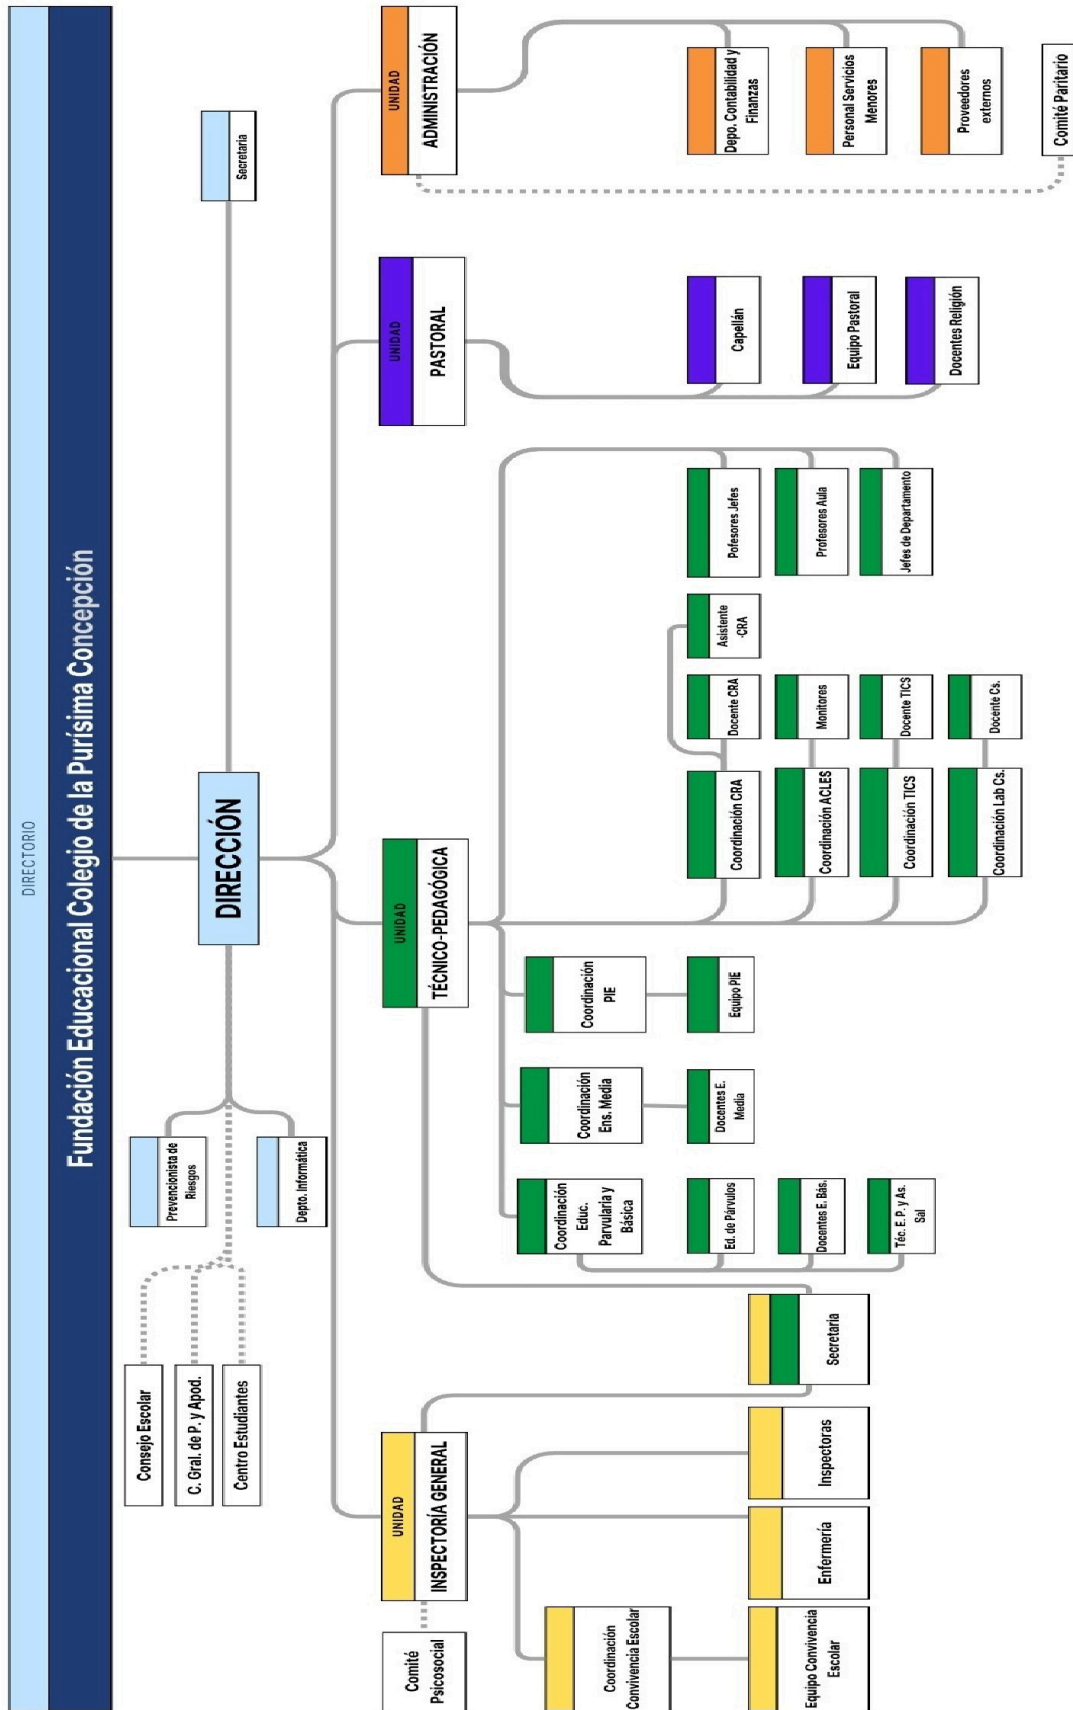 DIRECTORIO
Fundación Educacional Colegio de la Purísima Concepción
Consejo Escolar
C. Gral. de P. y Apod.
Centro Estudiantes
Prevencionista de
Riesgos
Depto. Informática
DIRECCIÓN
Secretaria
UNIDAD
INSPECTORÍA GENERAL
UNIDAD
TÉCNICO-PEDAGÓGICA
UNIDAD
PASTORAL
UNIDAD
ADMINISTRACIÓN
Comité
Psicosocial
Coordinación
Convivencia Escolar
Equipo Convivencia
Escolar
Enfermería
Inspectoras
Secretaria
Coordinación
Educ.
Parvularia y
Básica
Coordinación
Ens. Media
Coordinación
PIE
Ed. de Párvulos
Docentes E. Bás.
Téc. E. P. y As.
Sal
Docentes E.
Media
Equipo PIE
Coordinación CRA
Coordinación ACLES
Coordinación TICS
Coordinación Lab Cs.
Docente CRA
Monitores
Docente TICS
Docente Cs.
Asistente
-CRA
Pofesores Jefes
Profesores Aula
Jefes de Departamento
Capellán
Equipo Pastoral
Docentes Religión
Depo. Contabilidad y
Finanzas
Personal Servicios
Menores
Proveedores
externos
Comité Paritario